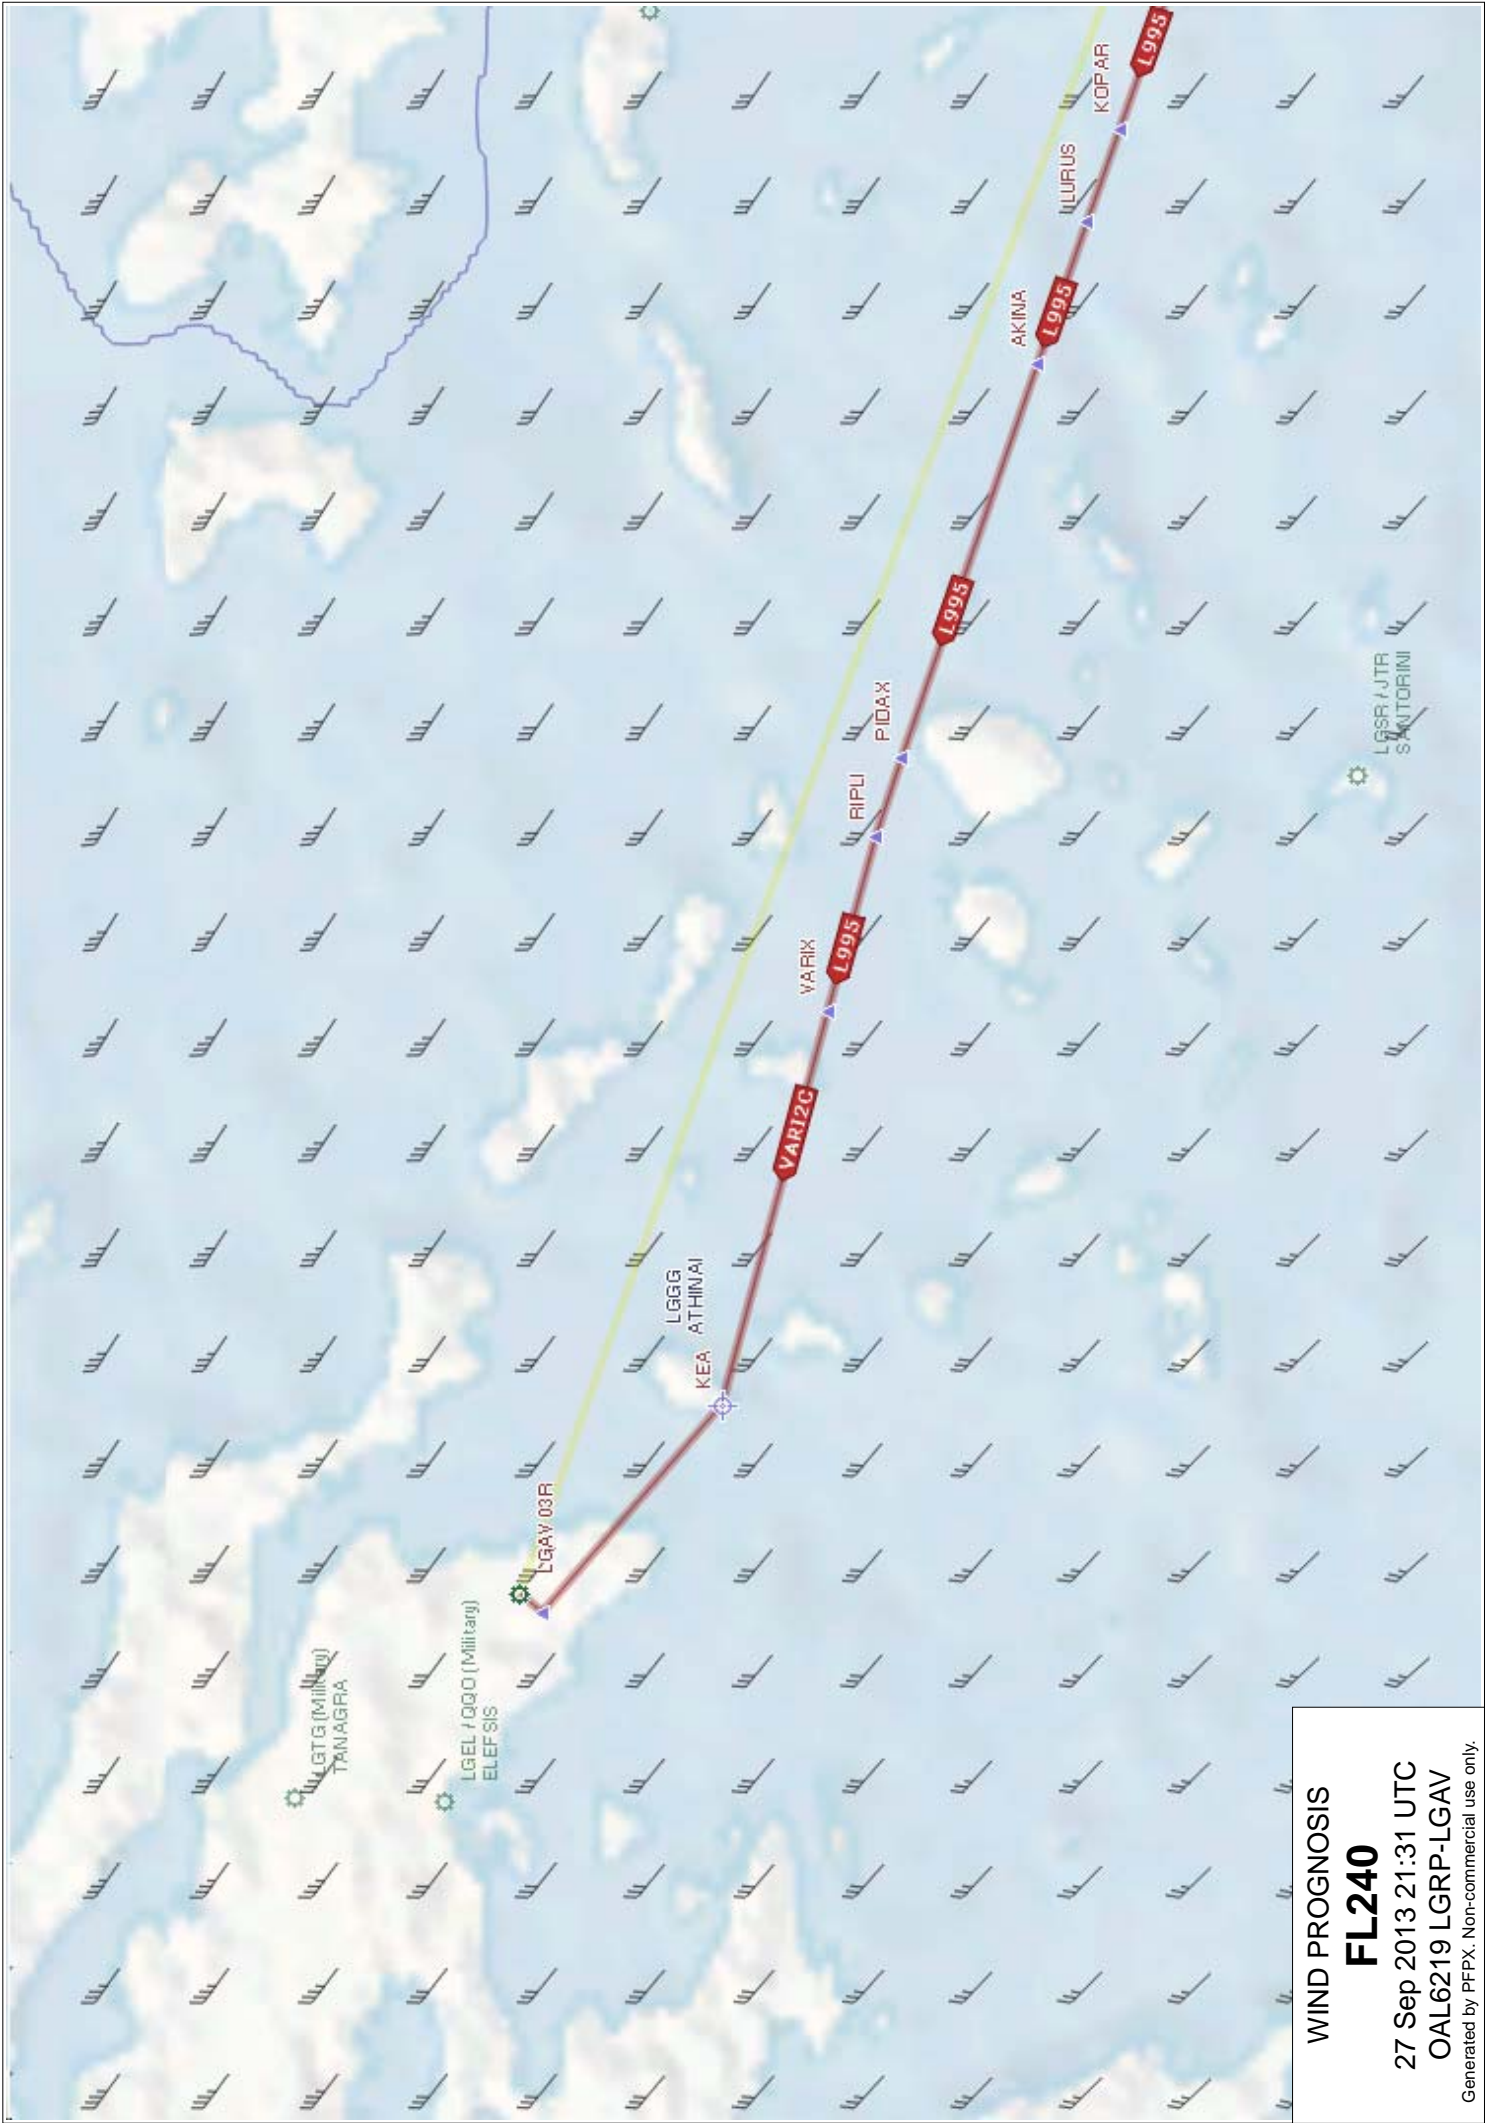 L995
KOPAR
LURUS
L995
AKINA
L995
PIDAX
RIPLI
L995
VARIX
VARI2C
LGGG
ATHINAI
KEA
LGAV 03R
LGSR / JTR
SANTORINI
LGTG (Military)
TANAGRA
LGEL / QQO (Military)
ELEFSIS
WIND PROGNOSIS
FL240
27 Sep 2013 21:31 UTC
OAL6219 LGRP-LGAV
Generated by PFPX. Non-commercial use only.